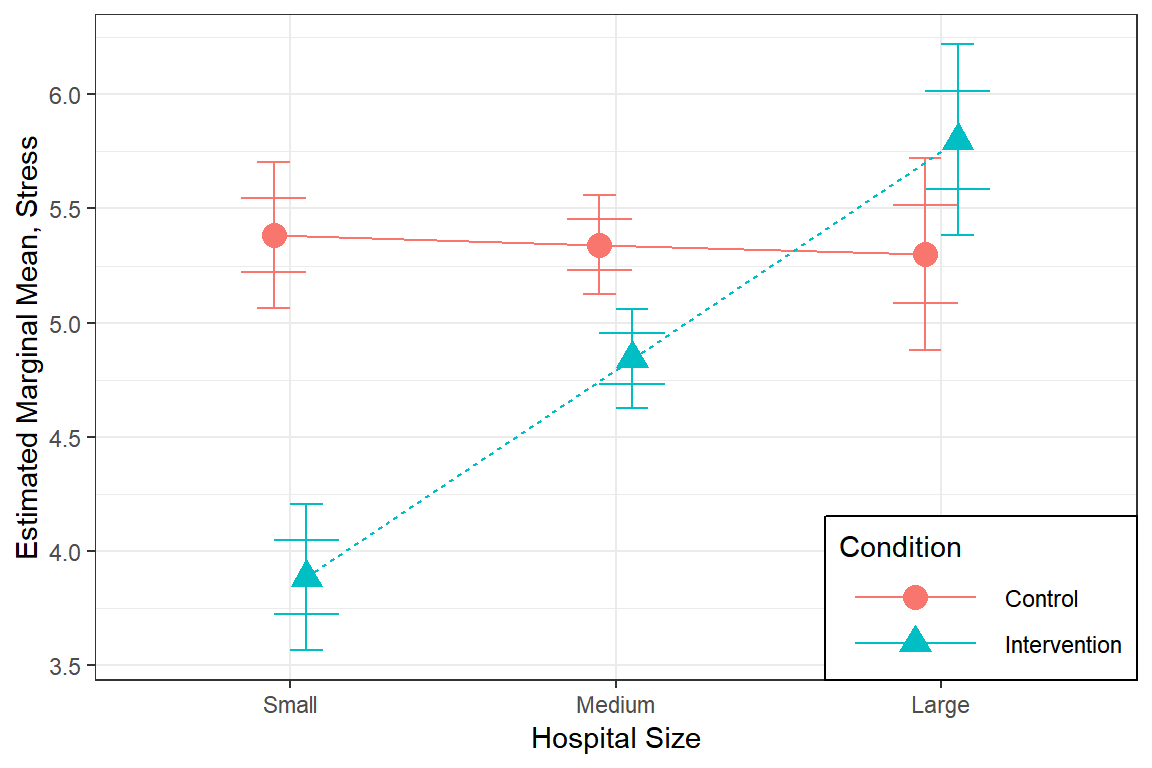 Estimated Marginal Mean, Stress
6.0
5.5
5.0
4.5
4.0
3.5
Small Medium Large
Hospital Size
Condition
Control
Intervention